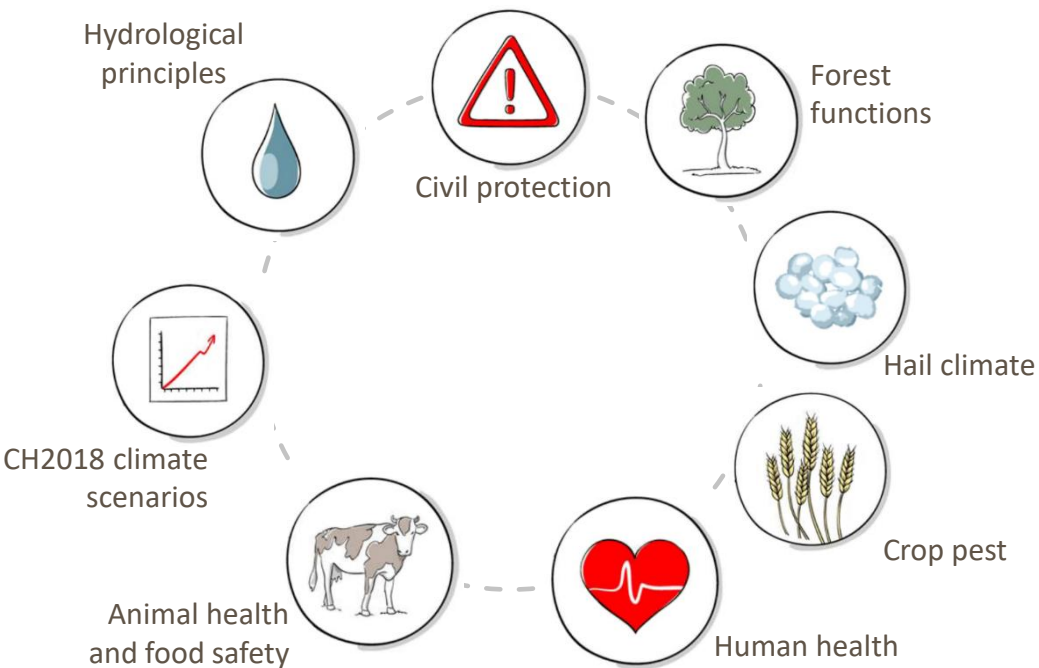 Hydrological
principles
Civil protection
Forest
functions
Hail climate
Crop pest
Human health
Animal health
and food safety
CH2018 climate
scenarios